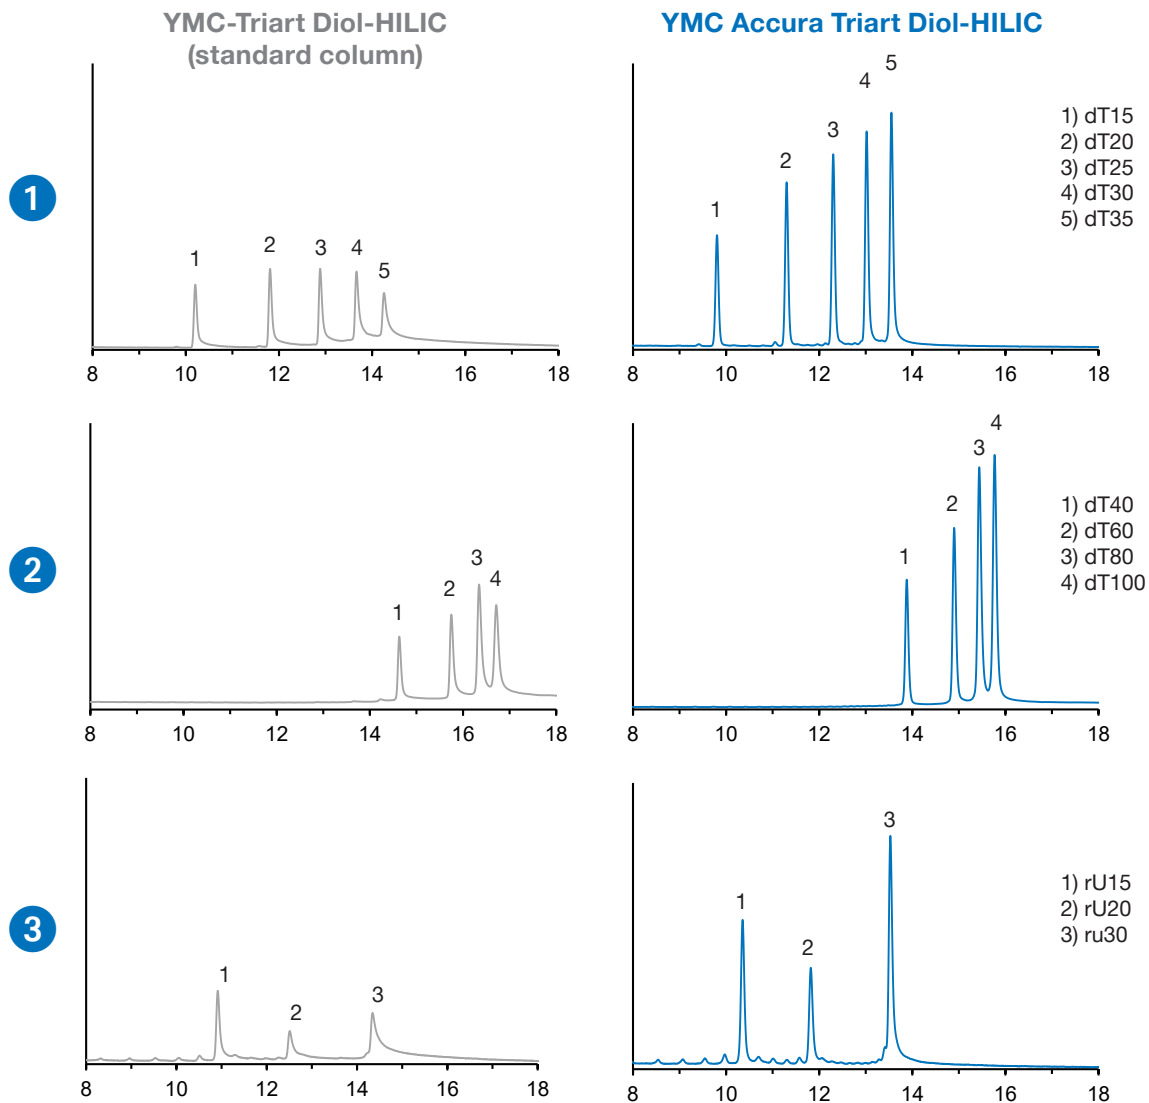 YMC-Triart Diol-HILIC
(standard column)
YMC Accura Triart Diol-HILIC
1
1 2 3 4 5
8 10 12 14 16 18
1 2 3 4 5
8 10 12 14 16 18
1) dT15
2) dT20
3) dT25
4) dT30
5) dT35
2
1 2 3 4
8 10 12 14 16 18
1 2 3 4
8 10 12 14 16 18
1) dT40
2) dT60
3) dT80
4) dT100
3
1 2 3
8 10 12 14 16 18
1 2 3
8 10 12 14 16 18
1) rU15
2) rU20
3) ru30